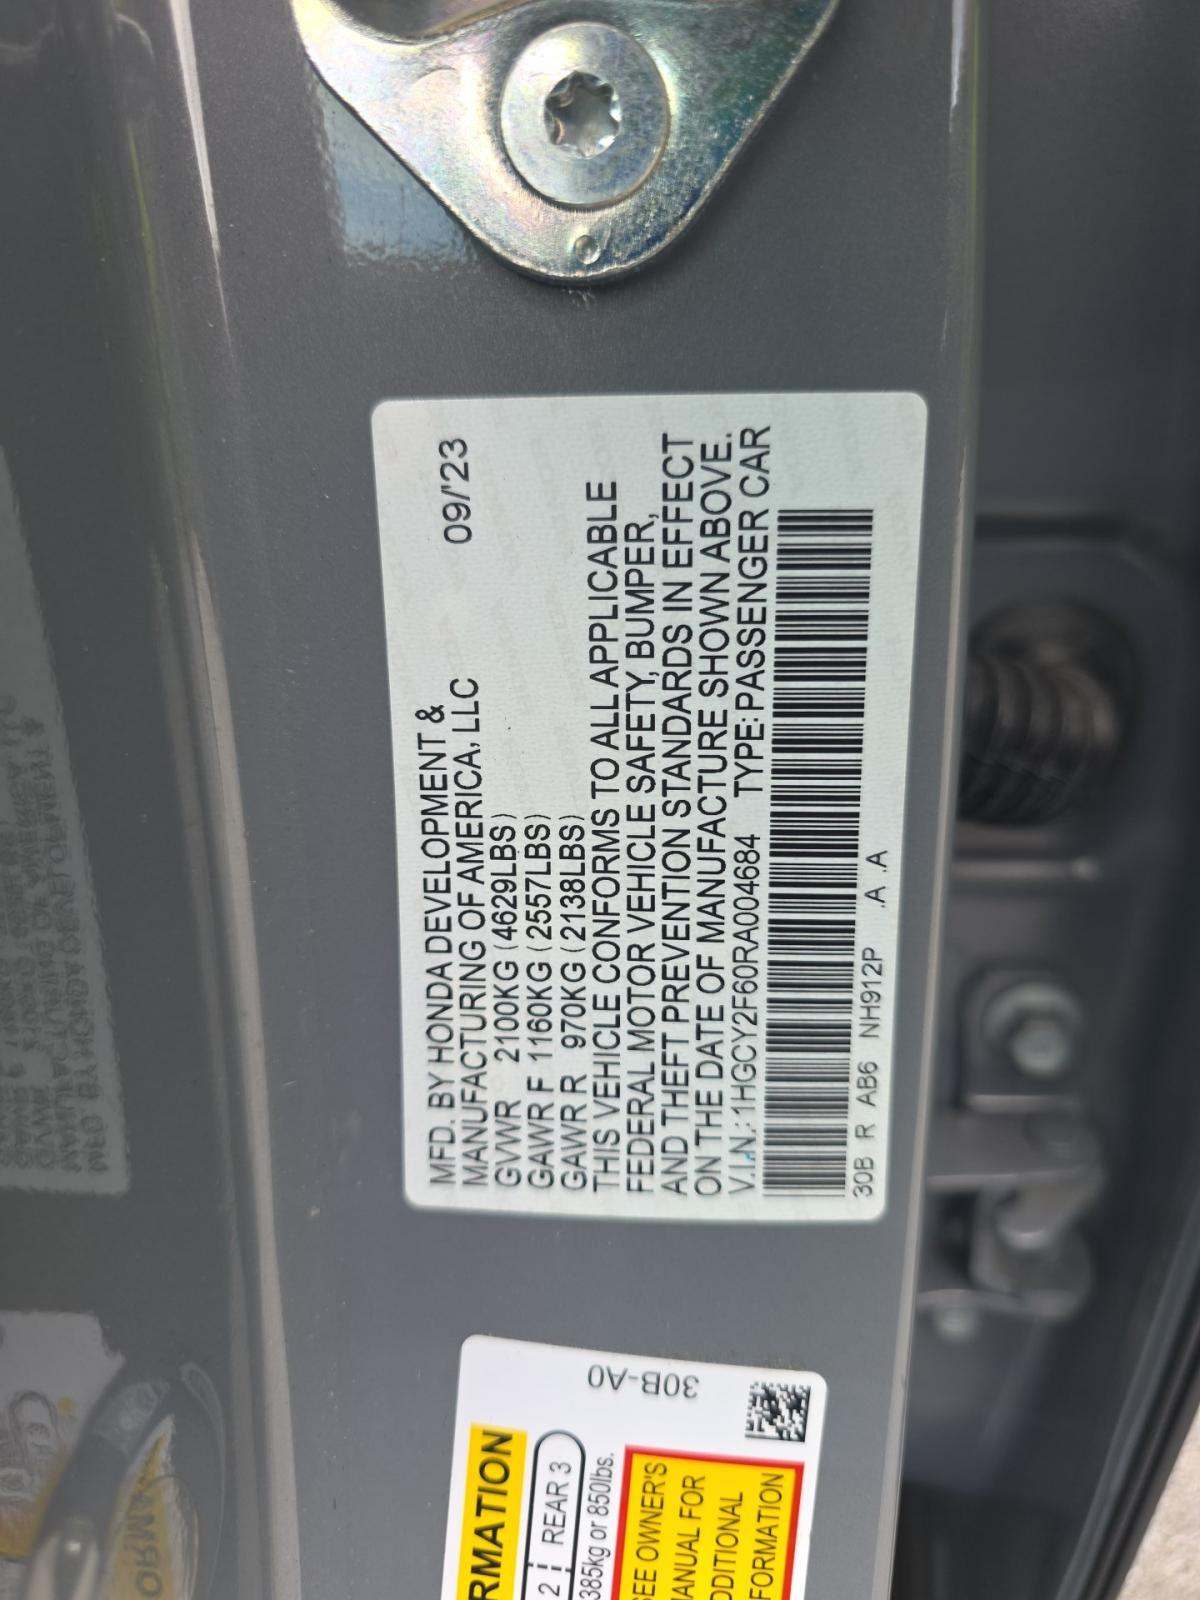 MFD. BY HONDA DEVELOPMENT &
MANUFACTURING OF AMERICA, LLC 09/'23
GVWR 2100KG (4629LBS)
GAWR F 1160KG (2557LBS)
GAWR R 970KG (2138LBS)
THIS VEHICLE CONFORMS TO ALL APPLICABLE
FEDERAL MOTOR VEHICLE SAFETY, BUMPER,
AND THEFT PREVENTION STANDARDS IN EFFECT
ON THE DATE OF MANUFACTURE SHOWN ABOVE.
V.I.N.: 1HGCY2F60RA004684 TYPE: PASSENGER CAR
30B R AB6 NH912P .A .A
30B-A0
RMATION
2 REAR 3
385kg or 850lbs.
SEE OWNER'S
MANUAL FOR
DDITIONAL
FORMATION